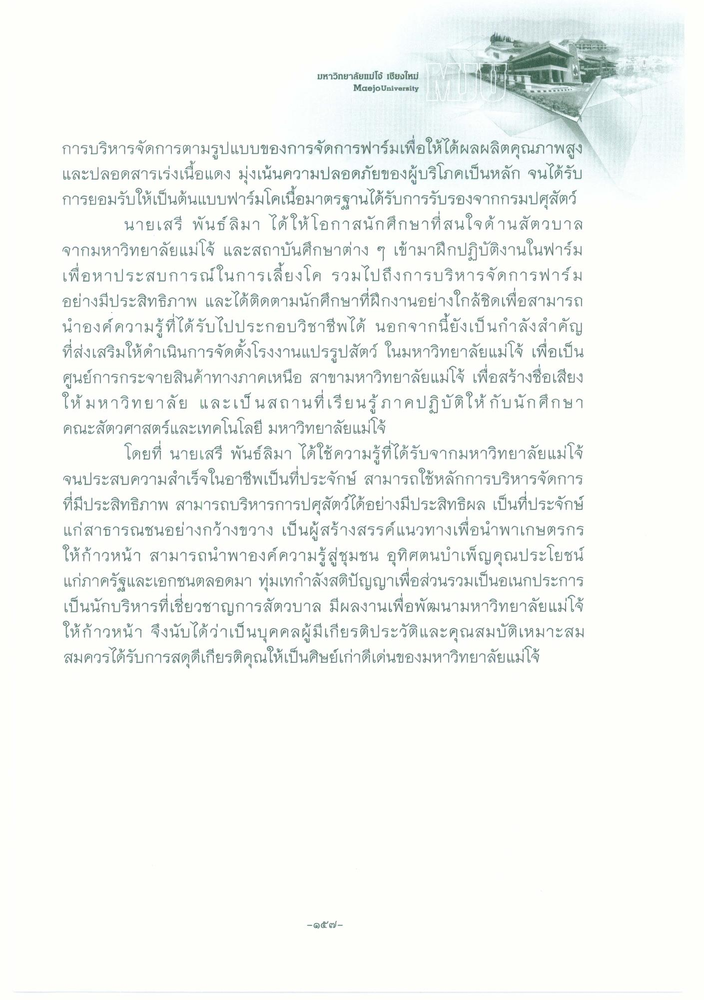 มหาวิทยาลัยแม่โจ้ เชียงใหม่
Maejo University
MJU
การบริหารจัดการตามรูปแบบของการจัดการฟาร์มเพื่อให้ได้ผลผลิตคุณภาพสูง
และปลอดสารเร่งเนื้อแดง มุ่งเน้นความปลอดภัยของผู้บริโภคเป็นหลัก จนได้รับ
การยอมรับให้เป็นต้นแบบฟาร์มโคเนื้อมาตรฐานได้รับการรับรองจากกรมปศุสัตว์
นายเสรี พันธ์ลิมา ได้ให้โอกาสนักศึกษาที่สนใจด้านสัตวบาล
จากมหาวิทยาลัยแม่โจ้ และสถาบันศึกษาต่าง ๆ เข้ามาฝึกปฏิบัติงานในฟาร์ม
เพื่อหาประสบการณ์ในการเลี้ยงโค รวมไปถึงการบริหารจัดการฟาร์ม
อย่างมีประสิทธิภาพ และได้ติดตามนักศึกษาที่ฝึกงานอย่างใกล้ชิดเพื่อสามารถ
นำองค์ความรู้ที่ได้รับไปประกอบวิชาชีพได้ นอกจากนี้ยังเป็นกำลังสำคัญ
ที่ส่งเสริมให้ดำเนินการจัดตั้งโรงงานแปรรูปสัตว์ ในมหาวิทยาลัยแม่โจ้ เพื่อเป็น
ศูนย์การกระจายสินค้าทางภาคเหนือ สาขามหาวิทยาลัยแม่โจ้ เพื่อสร้างชื่อเสียง
ให้มหาวิทยาลัย และเป็นสถานที่เรียนรู้ภาคปฏิบัติให้กับนักศึกษา
คณะสัตวศาสตร์และเทคโนโลยี มหาวิทยาลัยแม่โจ้
โดยที่ นายเสรี พันธ์ลิมา ได้ใช้ความรู้ที่ได้รับจากมหาวิทยาลัยแม่โจ้
จนประสบความสำเร็จในอาชีพเป็นที่ประจักษ์ สามารถใช้หลักการบริหารจัดการ
ที่มีประสิทธิภาพ สามารถบริหารการปศุสัตว์ได้อย่างมีประสิทธิผล เป็นที่ประจักษ์
แก่สาธารณชนอย่างกว้างขวาง เป็นผู้สร้างสรรค์แนวทางเพื่อนำพาเกษตรกร
ให้ก้าวหน้า สามารถนำพาองค์ความรู้สู่ชุมชน อุทิศตนบำเพ็ญคุณประโยชน์
แก่ภาครัฐและเอกชนตลอดมา ทุ่มเทกำลังสติปัญญาเพื่อส่วนรวมเป็นอเนกประการ
เป็นนักบริหารที่เชี่ยวชาญการสัตวบาล มีผลงานเพื่อพัฒนามหาวิทยาลัยแม่โจ้
ให้ก้าวหน้า จึงนับได้ว่าเป็นบุคคลผู้มีเกียรติประวัติและคุณสมบัติเหมาะสม
สมควรได้รับการสดุดีเกียรติคุณให้เป็นศิษย์เก่าดีเด่นของมหาวิทยาลัยแม่โจ้
-๑๕๗-